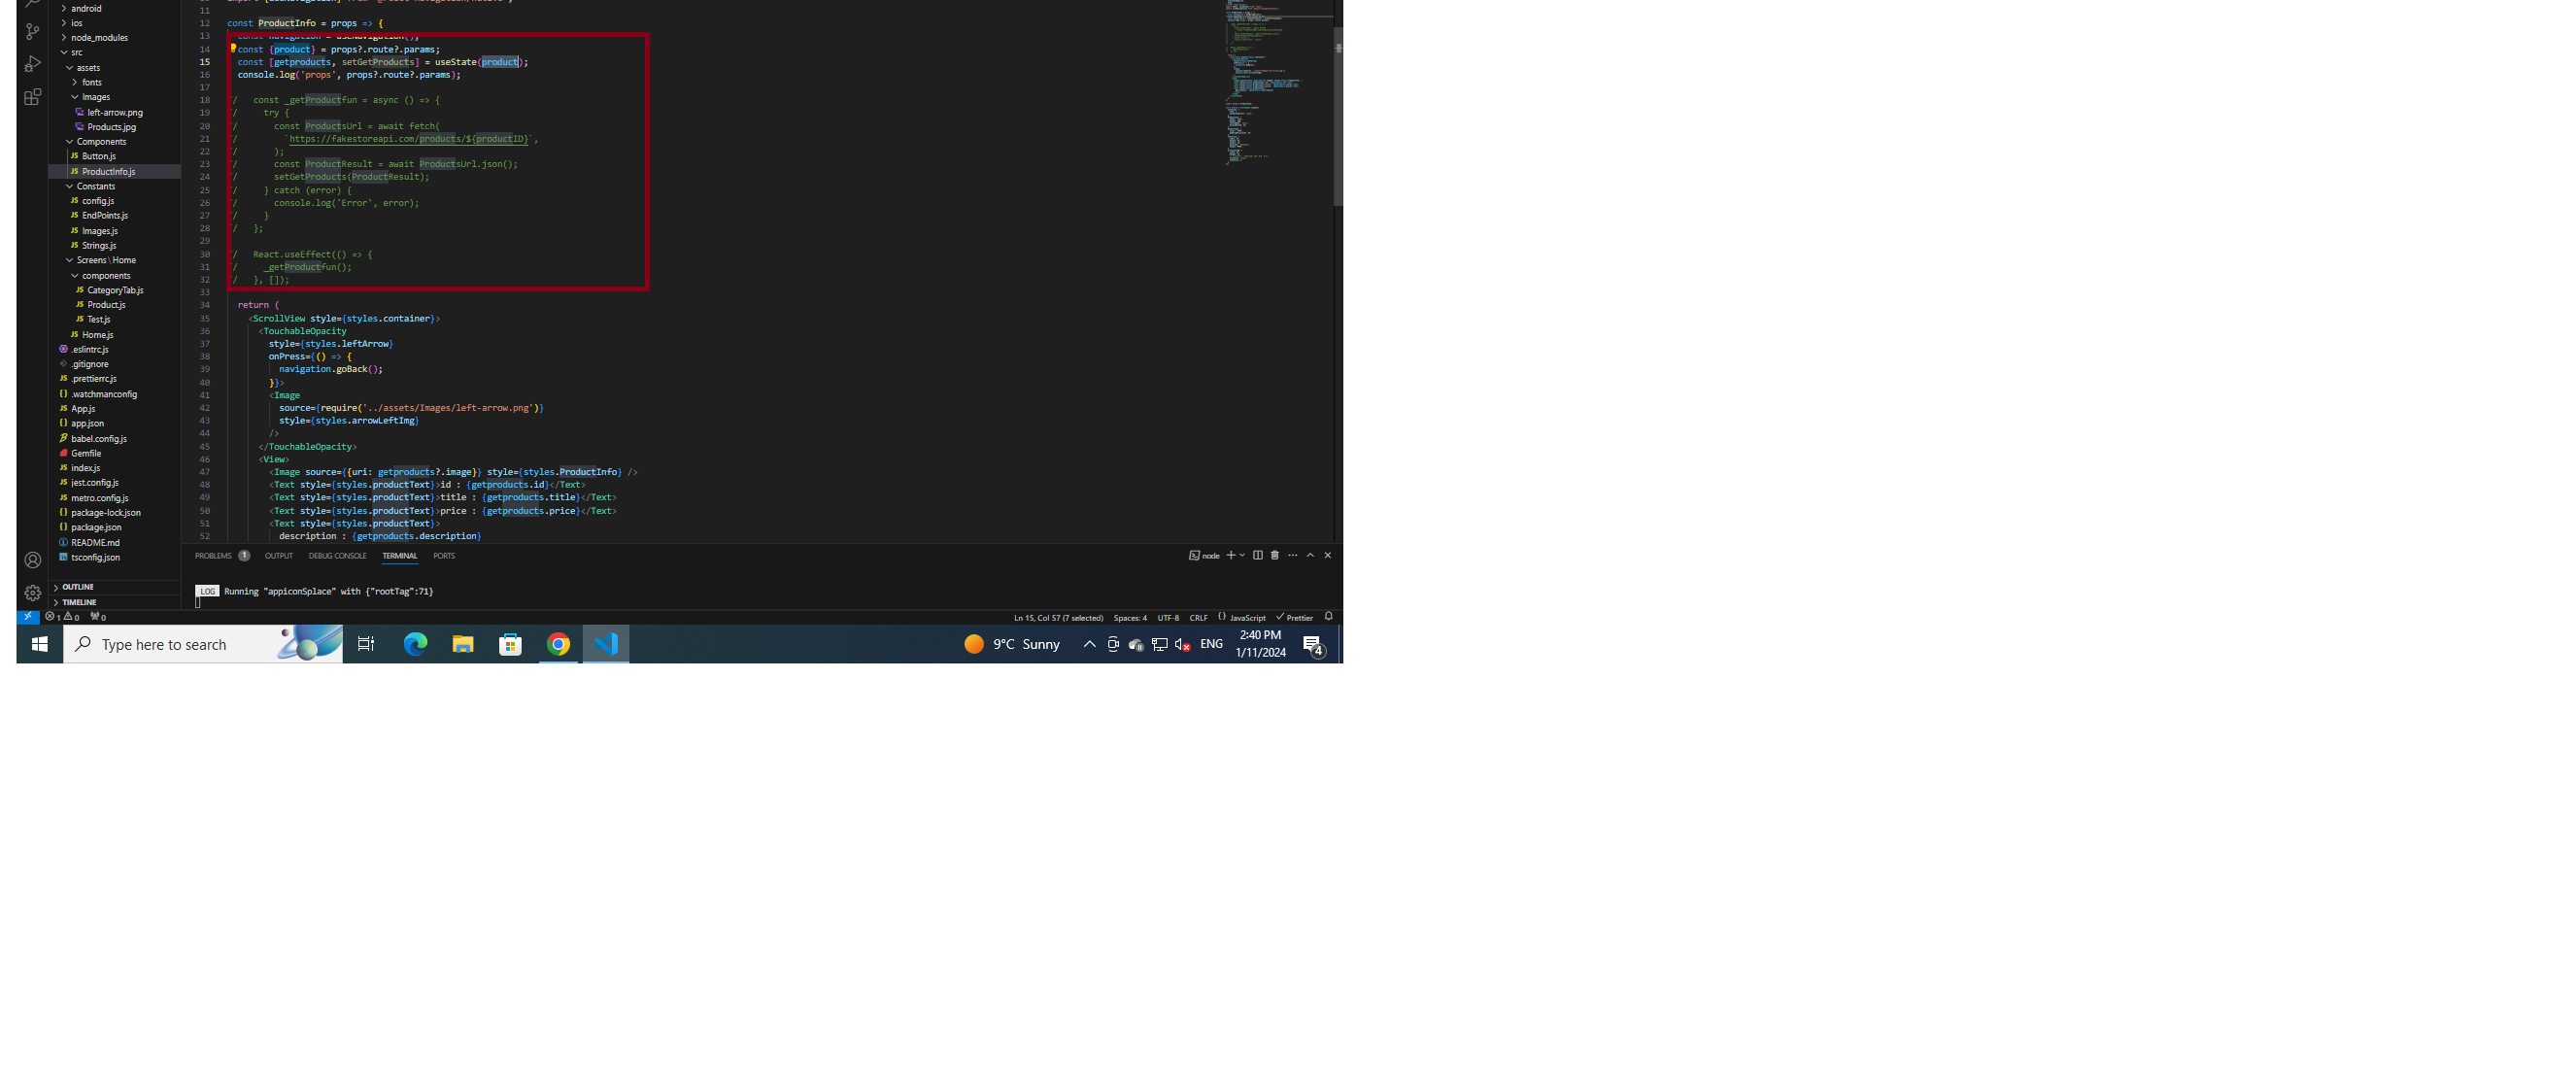 android
ios
node_modules
src
assets
fonts
Images
left-arrow.png
Products.jpg
Components
Button.js
ProductInfo.js
Constants
config.js
EndPoints.js
Images.js
Strings.js
Screens\Home
components
CategoryTab.js
Product.js
Test.js
Home.js
.eslintrc.js
.gitignore
.prettierrc.js
.watchmanconfig
App.js
app.json
babel.config.js
Gemfile
index.js
jest.config.js
metro.config.js
package-lock.json
package.json
README.md
tsconfig.json
OUTLINE
TIMELINE
11
12 const ProductInfo = props => {
13 const navigation = useNavigation();
14 const {product} = props?.route?.params;
15 const [getproducts, setGetProducts] = useState(product);
16 console.log('props', props?.route?.params);
17
18 / const _getProductfun = async () => {
19 / try {
20 / const ProductsUrl = await fetch(
21 / `https://fakestoreapi.com/products/${productID}`,
22 / );
23 / const ProductResult = await ProductsUrl.json();
24 / setGetProducts(ProductResult);
25 / } catch (error) {
26 / console.log('Error', error);
27 / }
28 / };
29
30 / React.useEffect(() => {
31 / _getProductfun();
32 / }, []);
33
34 return (
35 <ScrollView style={styles.container}>
36 <TouchableOpacity
37 style={styles.leftArrow}
38 onPress={() => {
39 navigation.goBack();
40 }}>
41 <Image
42 source={require('../assets/Images/left-arrow.png')}
43 style={styles.arrowLeftImg}
44 />
45 </TouchableOpacity>
46 <View>
47 <Image source={{uri: getproducts?.image}} style={styles.ProductInfo} />
48 <Text style={styles.productText}>id : {getproducts.id}</Text>
49 <Text style={styles.productText}>title : {getproducts.title}</Text>
50 <Text style={styles.productText}>price : {getproducts.price}</Text>
51 <Text style={styles.productText}>
52 description : {getproducts.description}
PROBLEMS 1 OUTPUT DEBUG CONSOLE TERMINAL PORTS
node
LOG Running "appiconSplace" with {"rootTag":71}
1 0 0
Ln 15, Col 57 (7 selected) Spaces: 4 UTF-8 CRLF {} JavaScript Prettier
Type here to search
9°C Sunny
ENG
2:40 PM
1/11/2024
4